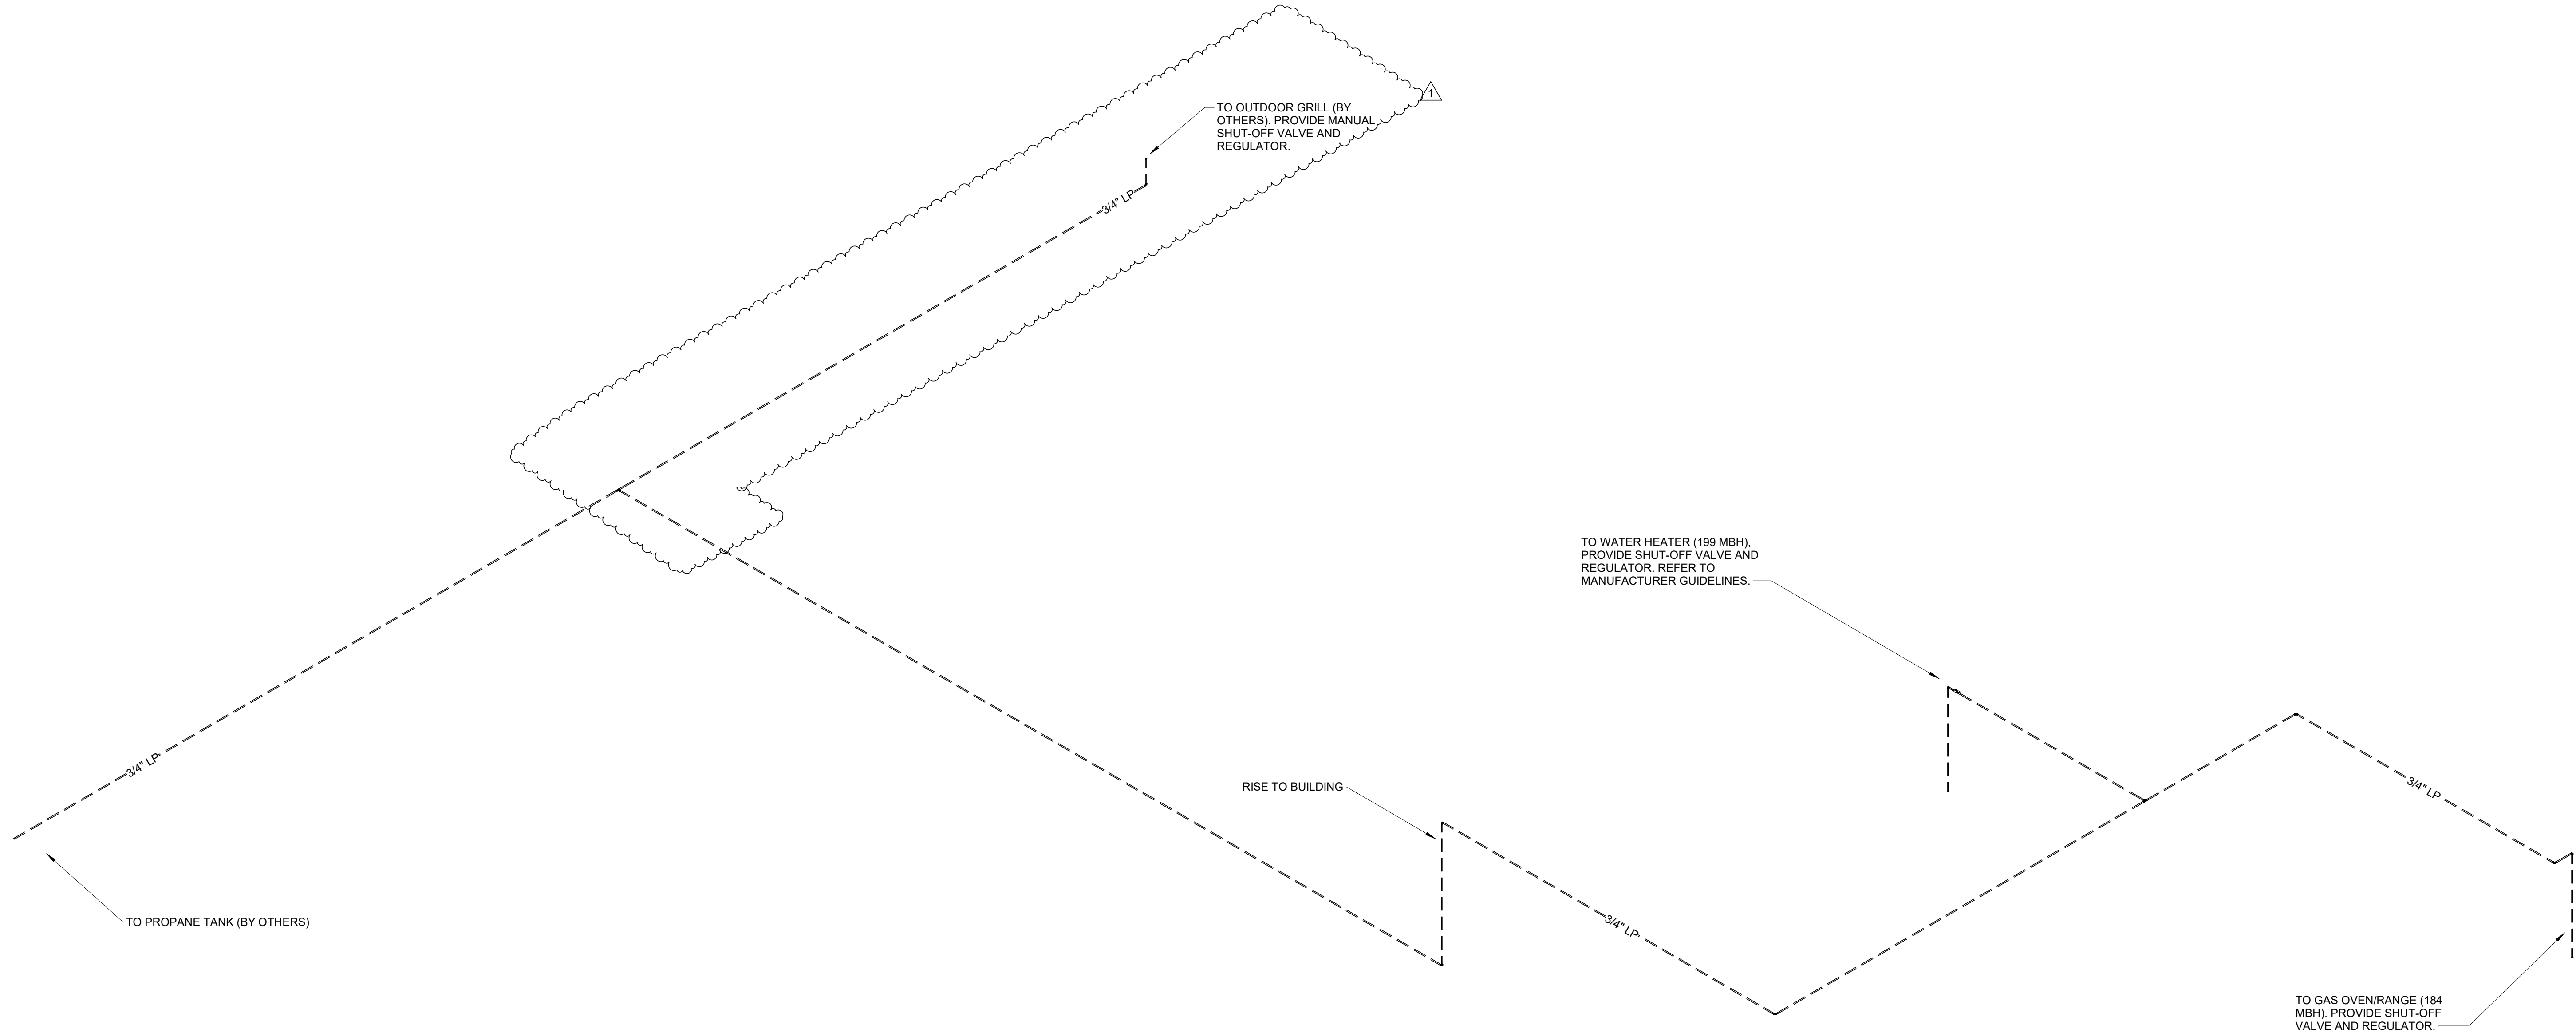 1
TO OUTDOOR GRILL (BY
OTHERS). PROVIDE MANUAL
SHUT-OFF VALVE AND
REGULATOR.
3/4" LP
TO WATER HEATER (199 MBH),
PROVIDE SHUT-OFF VALVE AND
REGULATOR. REFER TO
MANUFACTURER GUIDELINES.
3/4" LP
3/4" LP
RISE TO BUILDING
3/4" LP
TO PROPANE TANK (BY OTHERS)
TO GAS OVEN/RANGE (184
MBH). PROVIDE SHUT-OFF
VALVE AND REGULATOR.